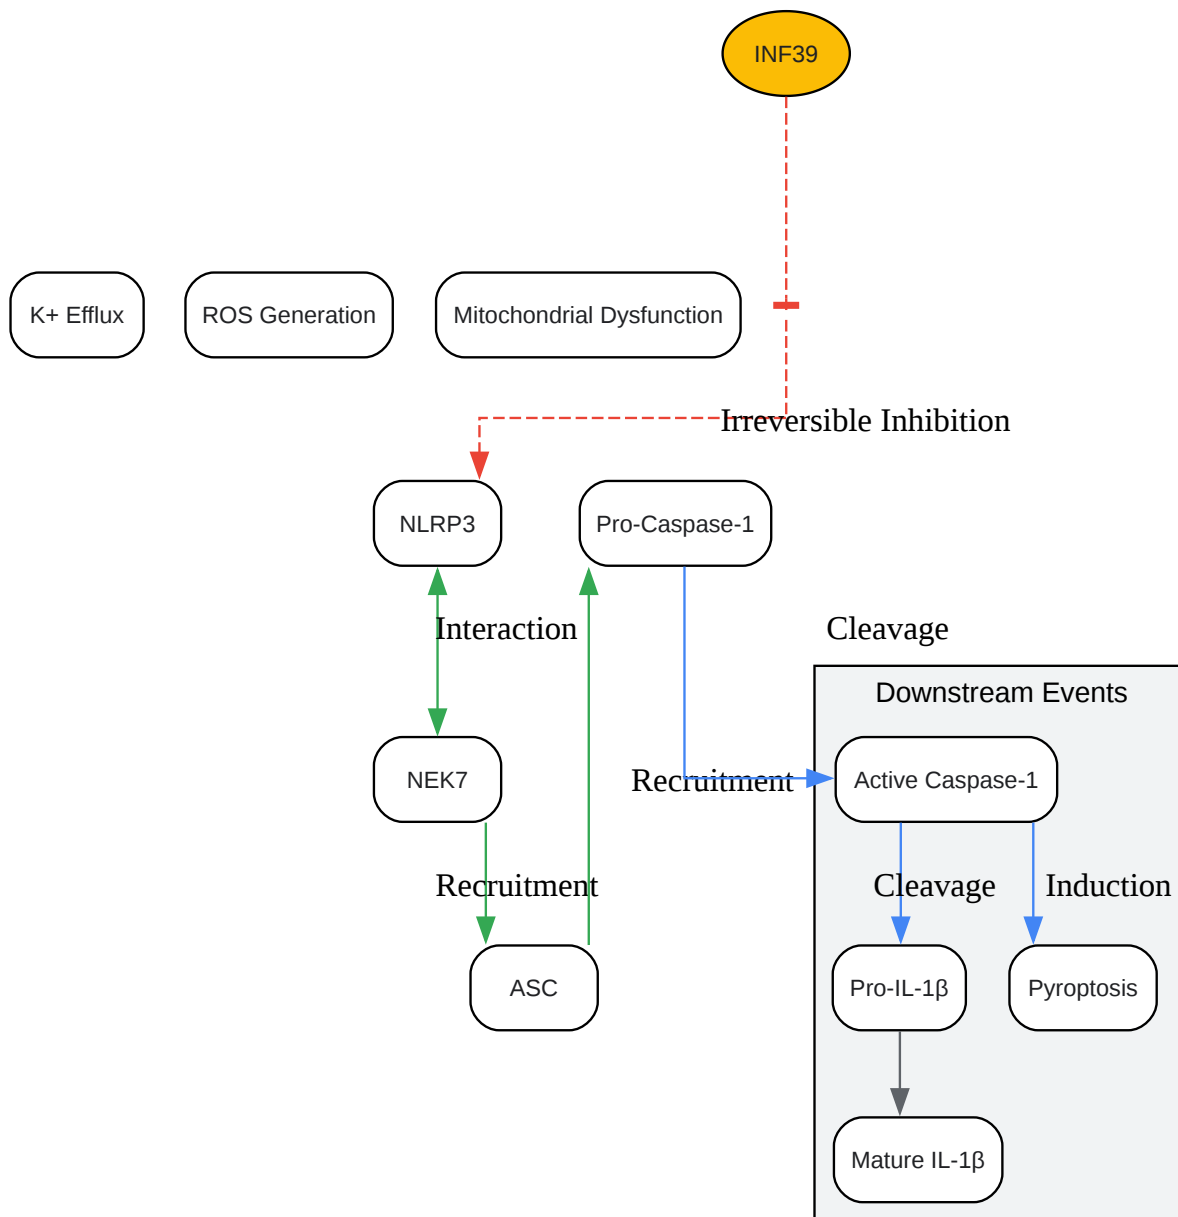 INF39
K+ Efflux
ROS Generation
Mitochondrial Dysfunction
Irreversible Inhibition
NLRP3
Pro-Caspase-1
Interaction
Cleavage
Downstream Events
NEK7
Recruitment
Active Caspase-1
Recruitment
Cleavage
Induction
ASC
Pro-IL-1β
Pyroptosis
Mature IL-1β